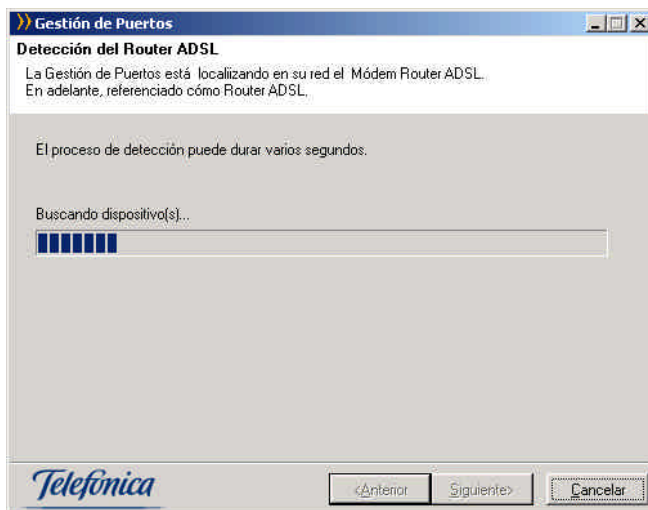 Gestión de Puertos
Detección del Router ADSL
La Gestión de Puertos está localiizando en su red el Módem Router ADSL.
En adelante, referenciado cómo Router ADSL,
El proceso de detección puede durar varios segundos.
Buscando dispositivo(s)...
Telefónica
<Anterior Siguiente> Cancelar